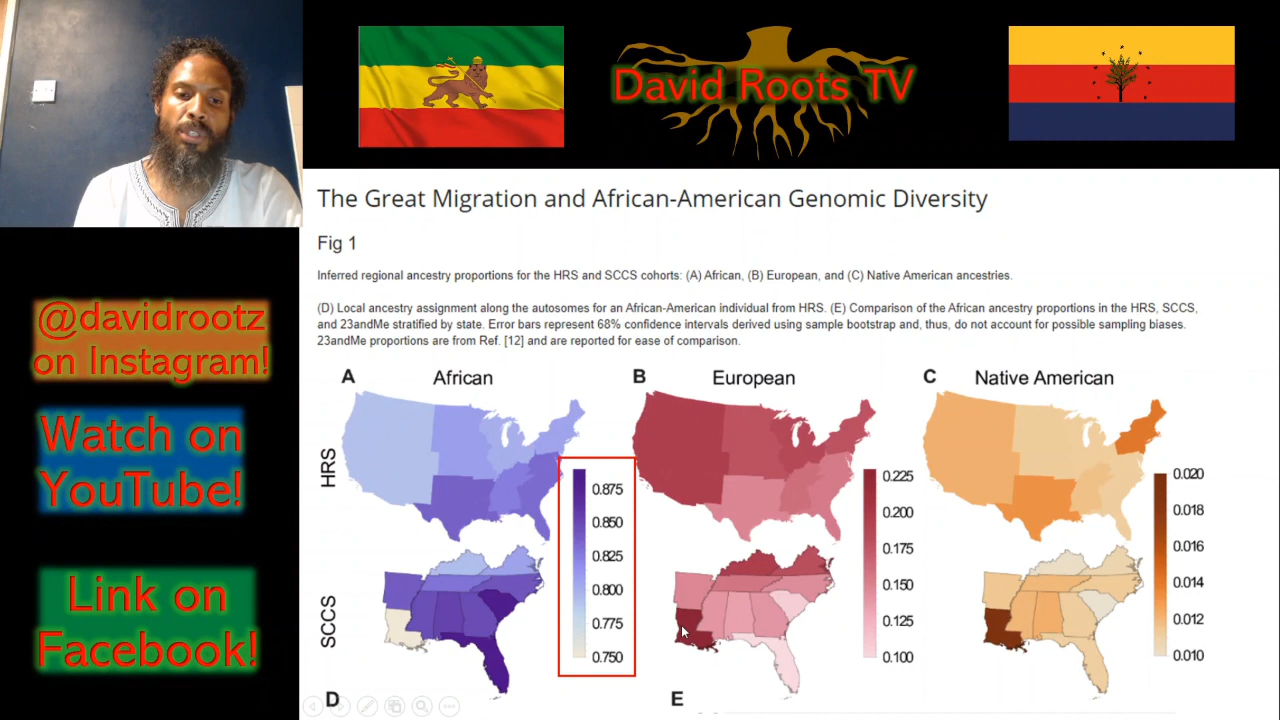 David Roots TV
The Great Migration and African-American Genomic Diversity
Fig 1
Inferred regional ancestry proportions for the HRS and SCCS cohorts: (A) African, (B) European, and (C) Native American ancestries.
(D) Local ancestry assignment along the autosomes for an African-American individual from HRS. (E) Comparison of the African ancestry proportions in the HRS, SCCS,
and 23andMe stratified by state. Error bars represent 68% confidence intervals derived using sample bootstrap and, thus, do not account for possible sampling biases.
23andMe proportions are from Ref. [12] and are reported for ease of comparison.
@davidrootz
on Instagram!
Watch on
YouTube!
Link on
Facebook!
A African
B European
C Native American
HRS
SCCS
0.875
0.850
0.825
0.800
0.775
0.750
0.225
0.200
0.175
0.150
0.125
0.100
0.020
0.018
0.016
0.014
0.012
0.010
D
E